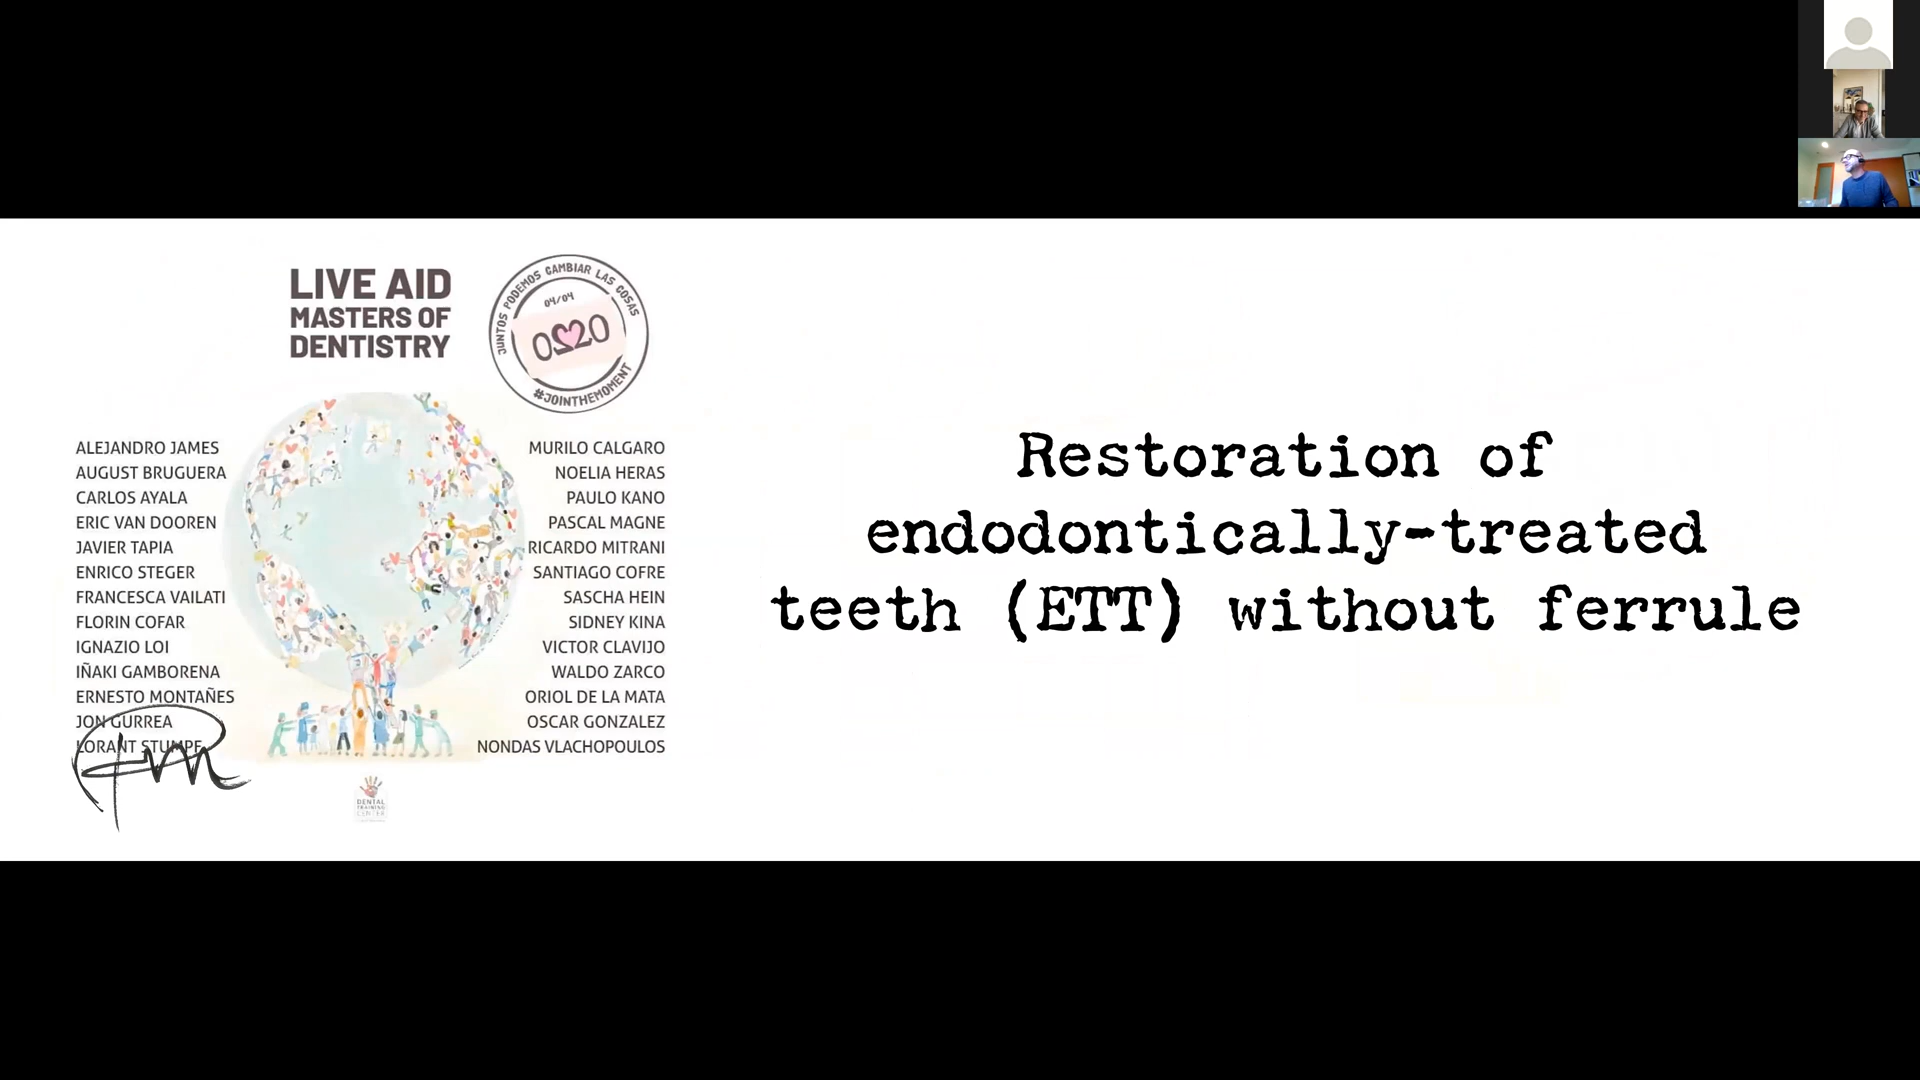 LIVE AID
MASTERS OF
DENTISTRY
JUNTOS PODEMOS CAMBIAR LAS COSAS
04/04
2020
#JOINTHEMOMENT
ALEJANDRO JAMES
AUGUST BRUGUERA
CARLOS AYALA
ERIC VAN DOOREN
JAVIER TAPIA
ENRICO STEGER
FRANCESCA VAILATI
FLORIN COFAR
IGNAZIO LOI
IÑAKI GAMBORENA
ERNESTO MONTAÑES
JON GURREA
LORANT STUMPF
MURILO CALGARO
NOELIA HERAS
PAULO KANO
PASCAL MAGNE
RICARDO MITRANI
SANTIAGO COFRE
SASCHA HEIN
SIDNEY KINA
VICTOR CLAVIJO
WALDO ZARCO
ORIOL DE LA MATA
OSCAR GONZALEZ
NONDAS VLACHOPOULOS
DENTAL
TRAINING
CENTER
Restoration of
endodontically-treated
teeth (ETT) without ferrule